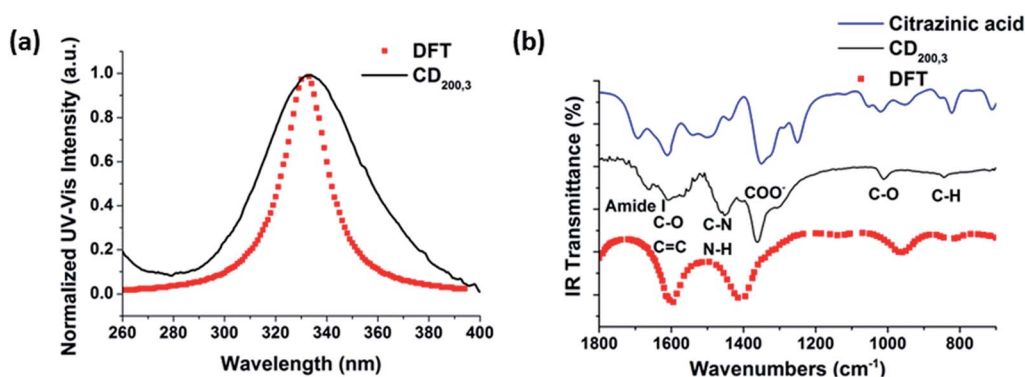 (a)
DFT
CD200,3
1.0
0.8
0.6
0.4
0.2
0.0
Normalized UV-Vis Intensity (a.u.)
260 280 300 320 340 360 380 400
Wavelength (nm)
(b)
Citrazinic acid
CD200,3
DFT
IR Transmittance (%)
Amide I
C-O
C=C
C-N
N-H
COO-
C-O
C-H
1800 1600 1400 1200 1000 800
Wavenumbers (cm-1)